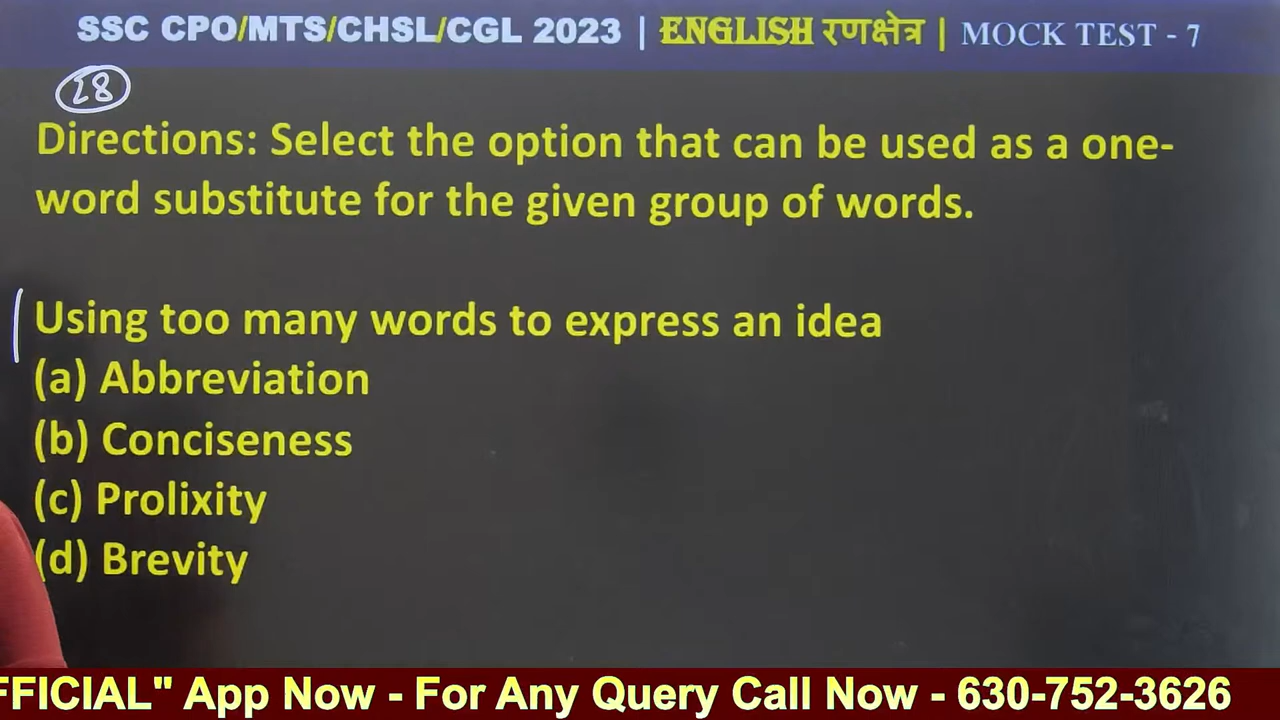 SSC CPO/MTS/CHSL/CGL 2023 | ENGLISH रणक्षेत्र | MOCK TEST - 7
28
Directions: Select the option that can be used as a one-
word substitute for the given group of words.
Using too many words to express an idea
(a) Abbreviation
(b) Conciseness
(c) Prolixity
(d) Brevity
FFICIAL" App Now - For Any Query Call Now - 630-752-3626